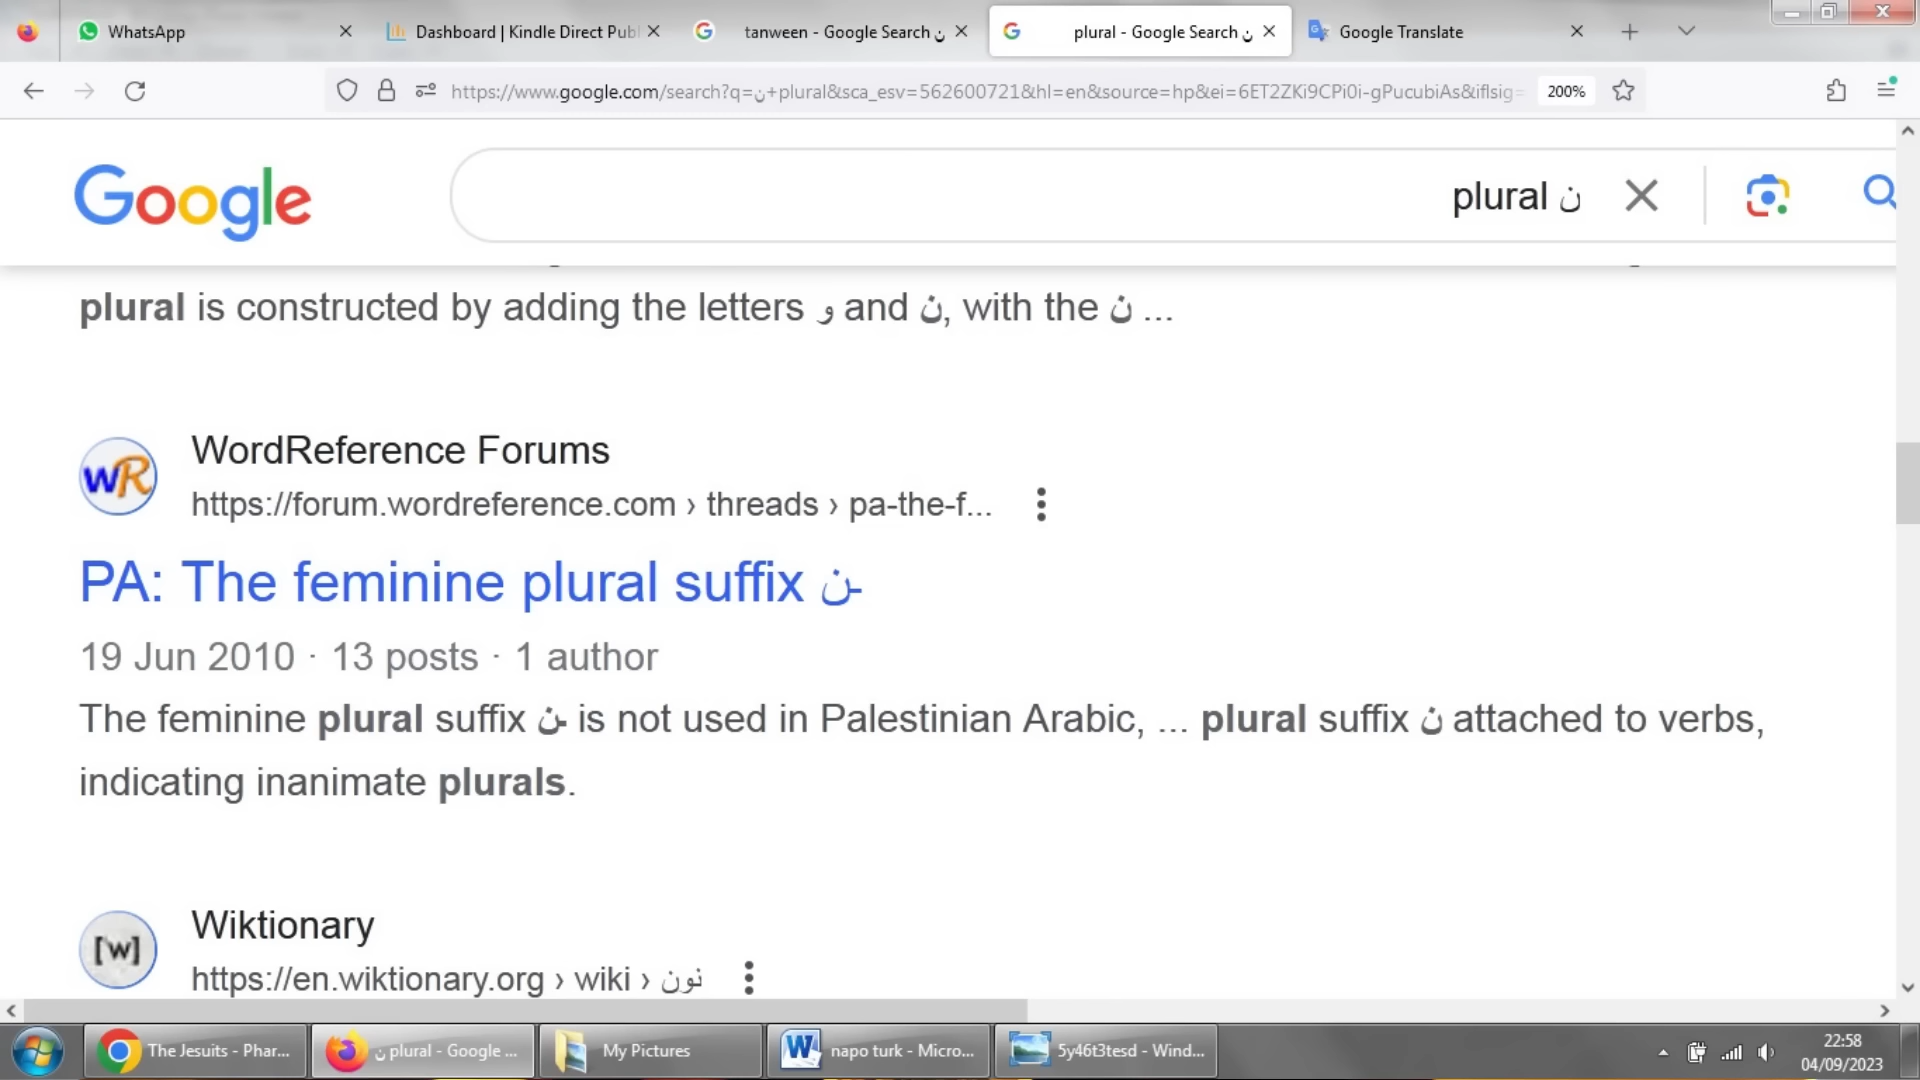 WhatsApp
Dashboard | Kindle Direct Publ
tanween - Google Search ن
plural - Google Search ن
Google Translate
https://www.google.com/search?q=ن+plural&sca_esv=562600721&hl=en&source=hp&ei=6ET2ZKi9CPi0i-gPucubiAs&iflsig=
200%
Google
plural ن
plural is constructed by adding the letters و and ن, with the ن ...
WR
WordReference Forums
https://forum.wordreference.com › threads › pa-the-f...
PA: The feminine plural suffix ـن
19 Jun 2010 · 13 posts · 1 author
The feminine plural suffix ـن is not used in Palestinian Arabic, ... plural suffix ن attached to verbs,
indicating inanimate plurals.
[w]
Wiktionary
https://en.wiktionary.org › wiki › نون
The Jesuits - Phar...
ن plural - Google ...
My Pictures
napo turk - Micro...
5y46t3tesd - Wind...
22:58
04/09/2023